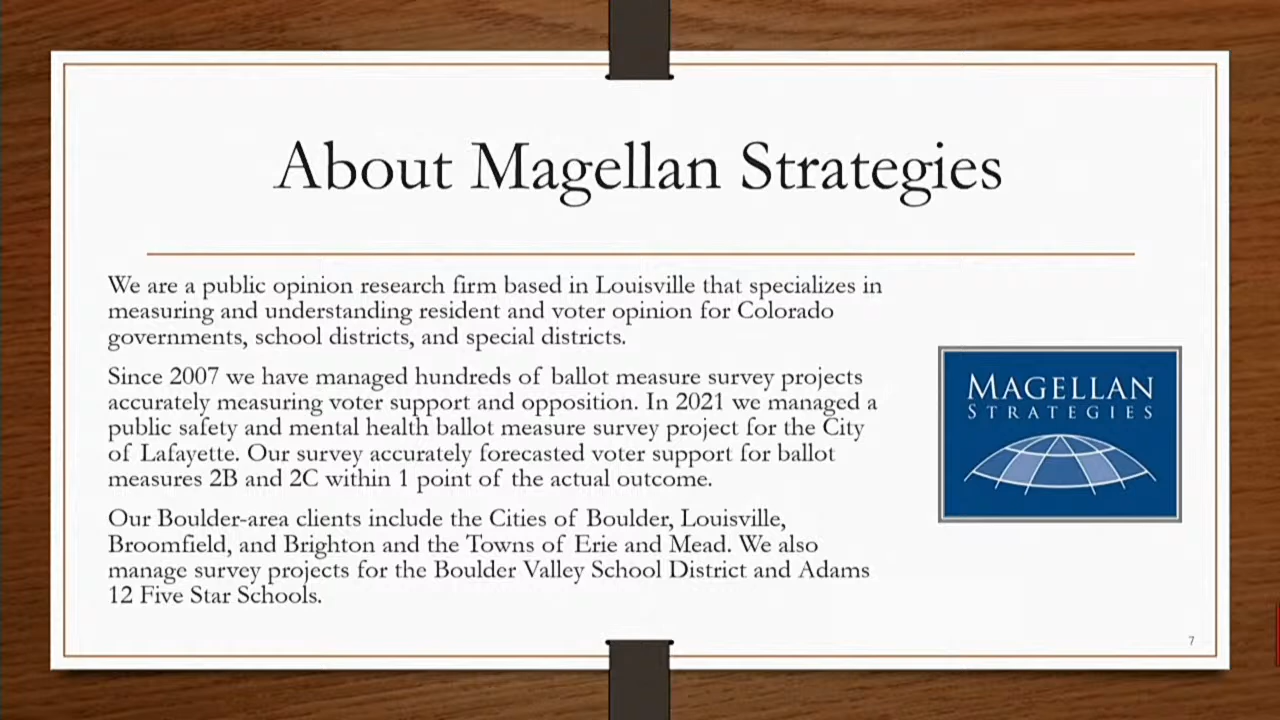 About Magellan Strategies
We are a public opinion research firm based in Louisville that specializes in
measuring and understanding resident and voter opinion for Colorado
governments, school districts, and special districts.
Since 2007 we have managed hundreds of ballot measure survey projects
accurately measuring voter support and opposition. In 2021 we managed a
public safety and mental health ballot measure survey project for the City
of Lafayette. Our survey accurately forecasted voter support for ballot
measures 2B and 2C within 1 point of the actual outcome.
Our Boulder-area clients include the Cities of Boulder, Louisville,
Broomfield, and Brighton and the Towns of Erie and Mead. We also
manage survey projects for the Boulder Valley School District and Adams
12 Five Star Schools.
MAGELLAN
STRATEGIES
7